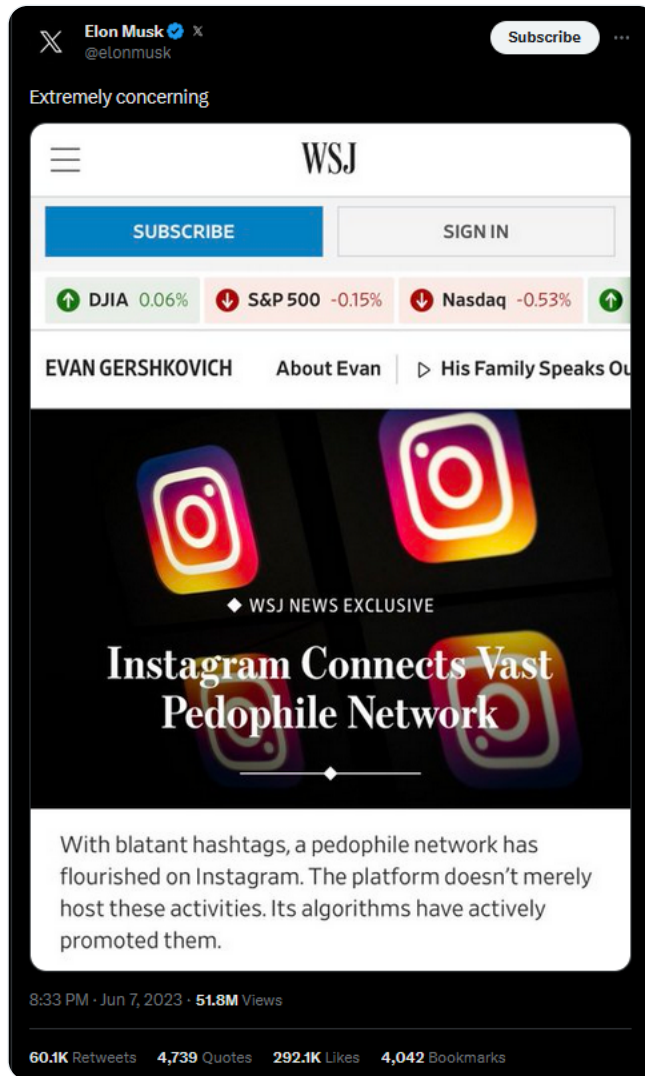 Elon Musk
Subscribe
@elonmusk
Extremely concerning
WSJ
SUBSCRIBE
SIGN IN
DJIA 0.06% S&P 500 -0.15% Nasdaq -0.53%
EVAN GERSHKOVICH About Evan His Family Speaks Ou
WSJ NEWS EXCLUSIVE
Instagram Connects Vast
Pedophile Network
With blatant hashtags, a pedophile network has
flourished on Instagram. The platform doesn’t merely
host these activities. Its algorithms have actively
promoted them.
8:33 PM · Jun 7, 2023 · 51.8M Views
60.1K Retweets 4,739 Quotes 292.1K Likes 4,042 Bookmarks